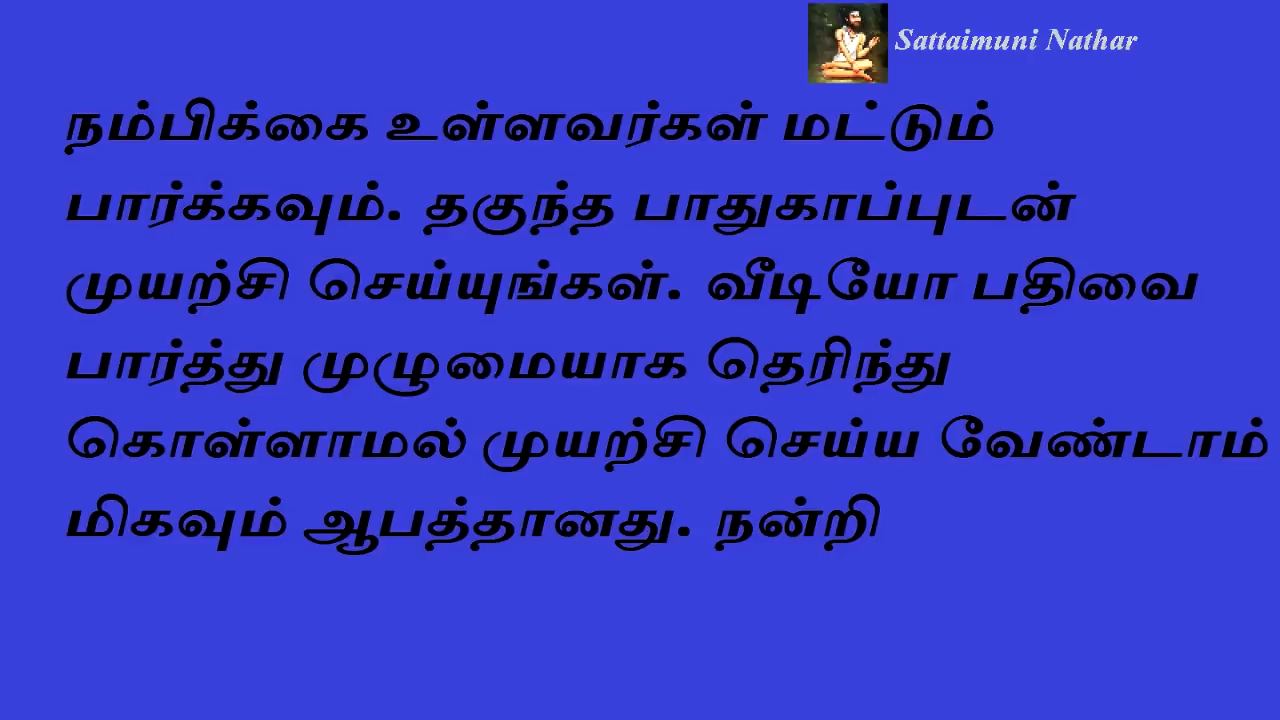 Sattaimuni Nathar
நம்பிக்கை உள்ளவர்கள் மட்டும்
பார்க்கவும். தகுந்த பாதுகாப்புடன்
முயற்சி செய்யுங்கள். வீடியோ பதிவை
பார்த்து முழுமையாக தெரிந்து
கொள்ளாமல் முயற்சி செய்ய வேண்டாம்
மிகவும் ஆபத்தானது. நன்றி